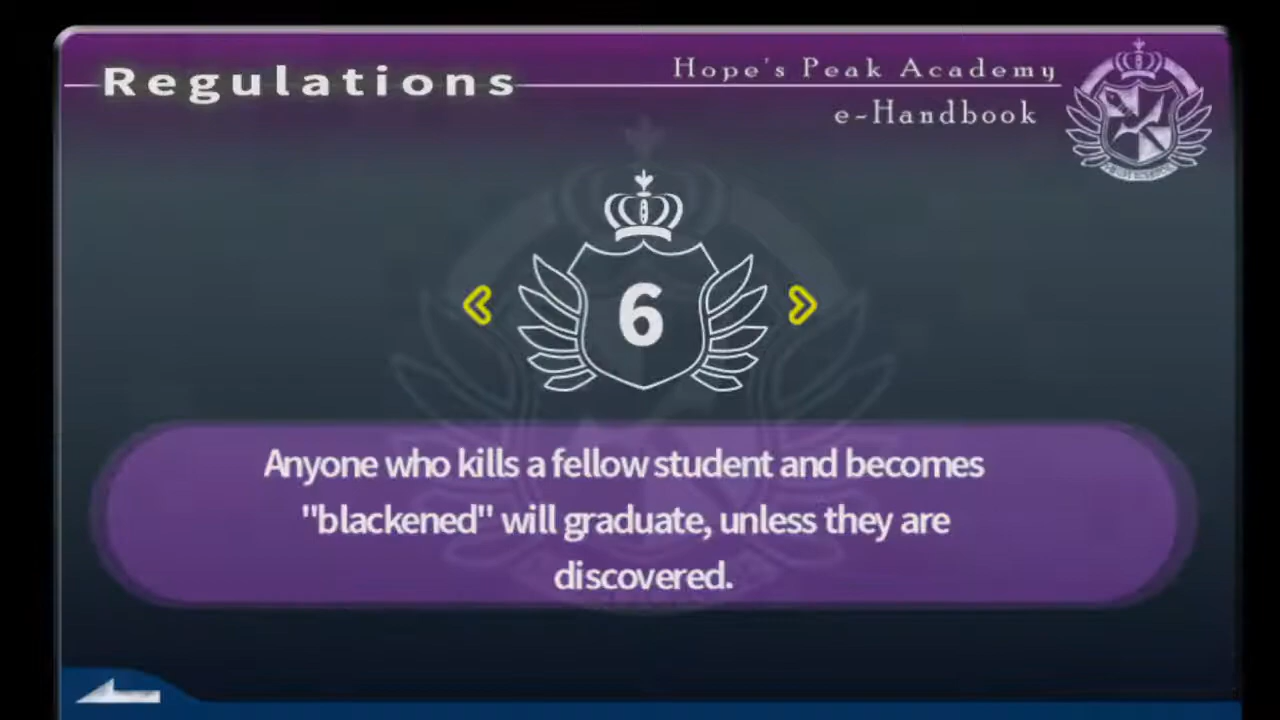 Regulations
Hope's Peak Academy
e-Handbook
6
Anyone who kills a fellow student and becomes
"blackened" will graduate, unless they are
discovered.